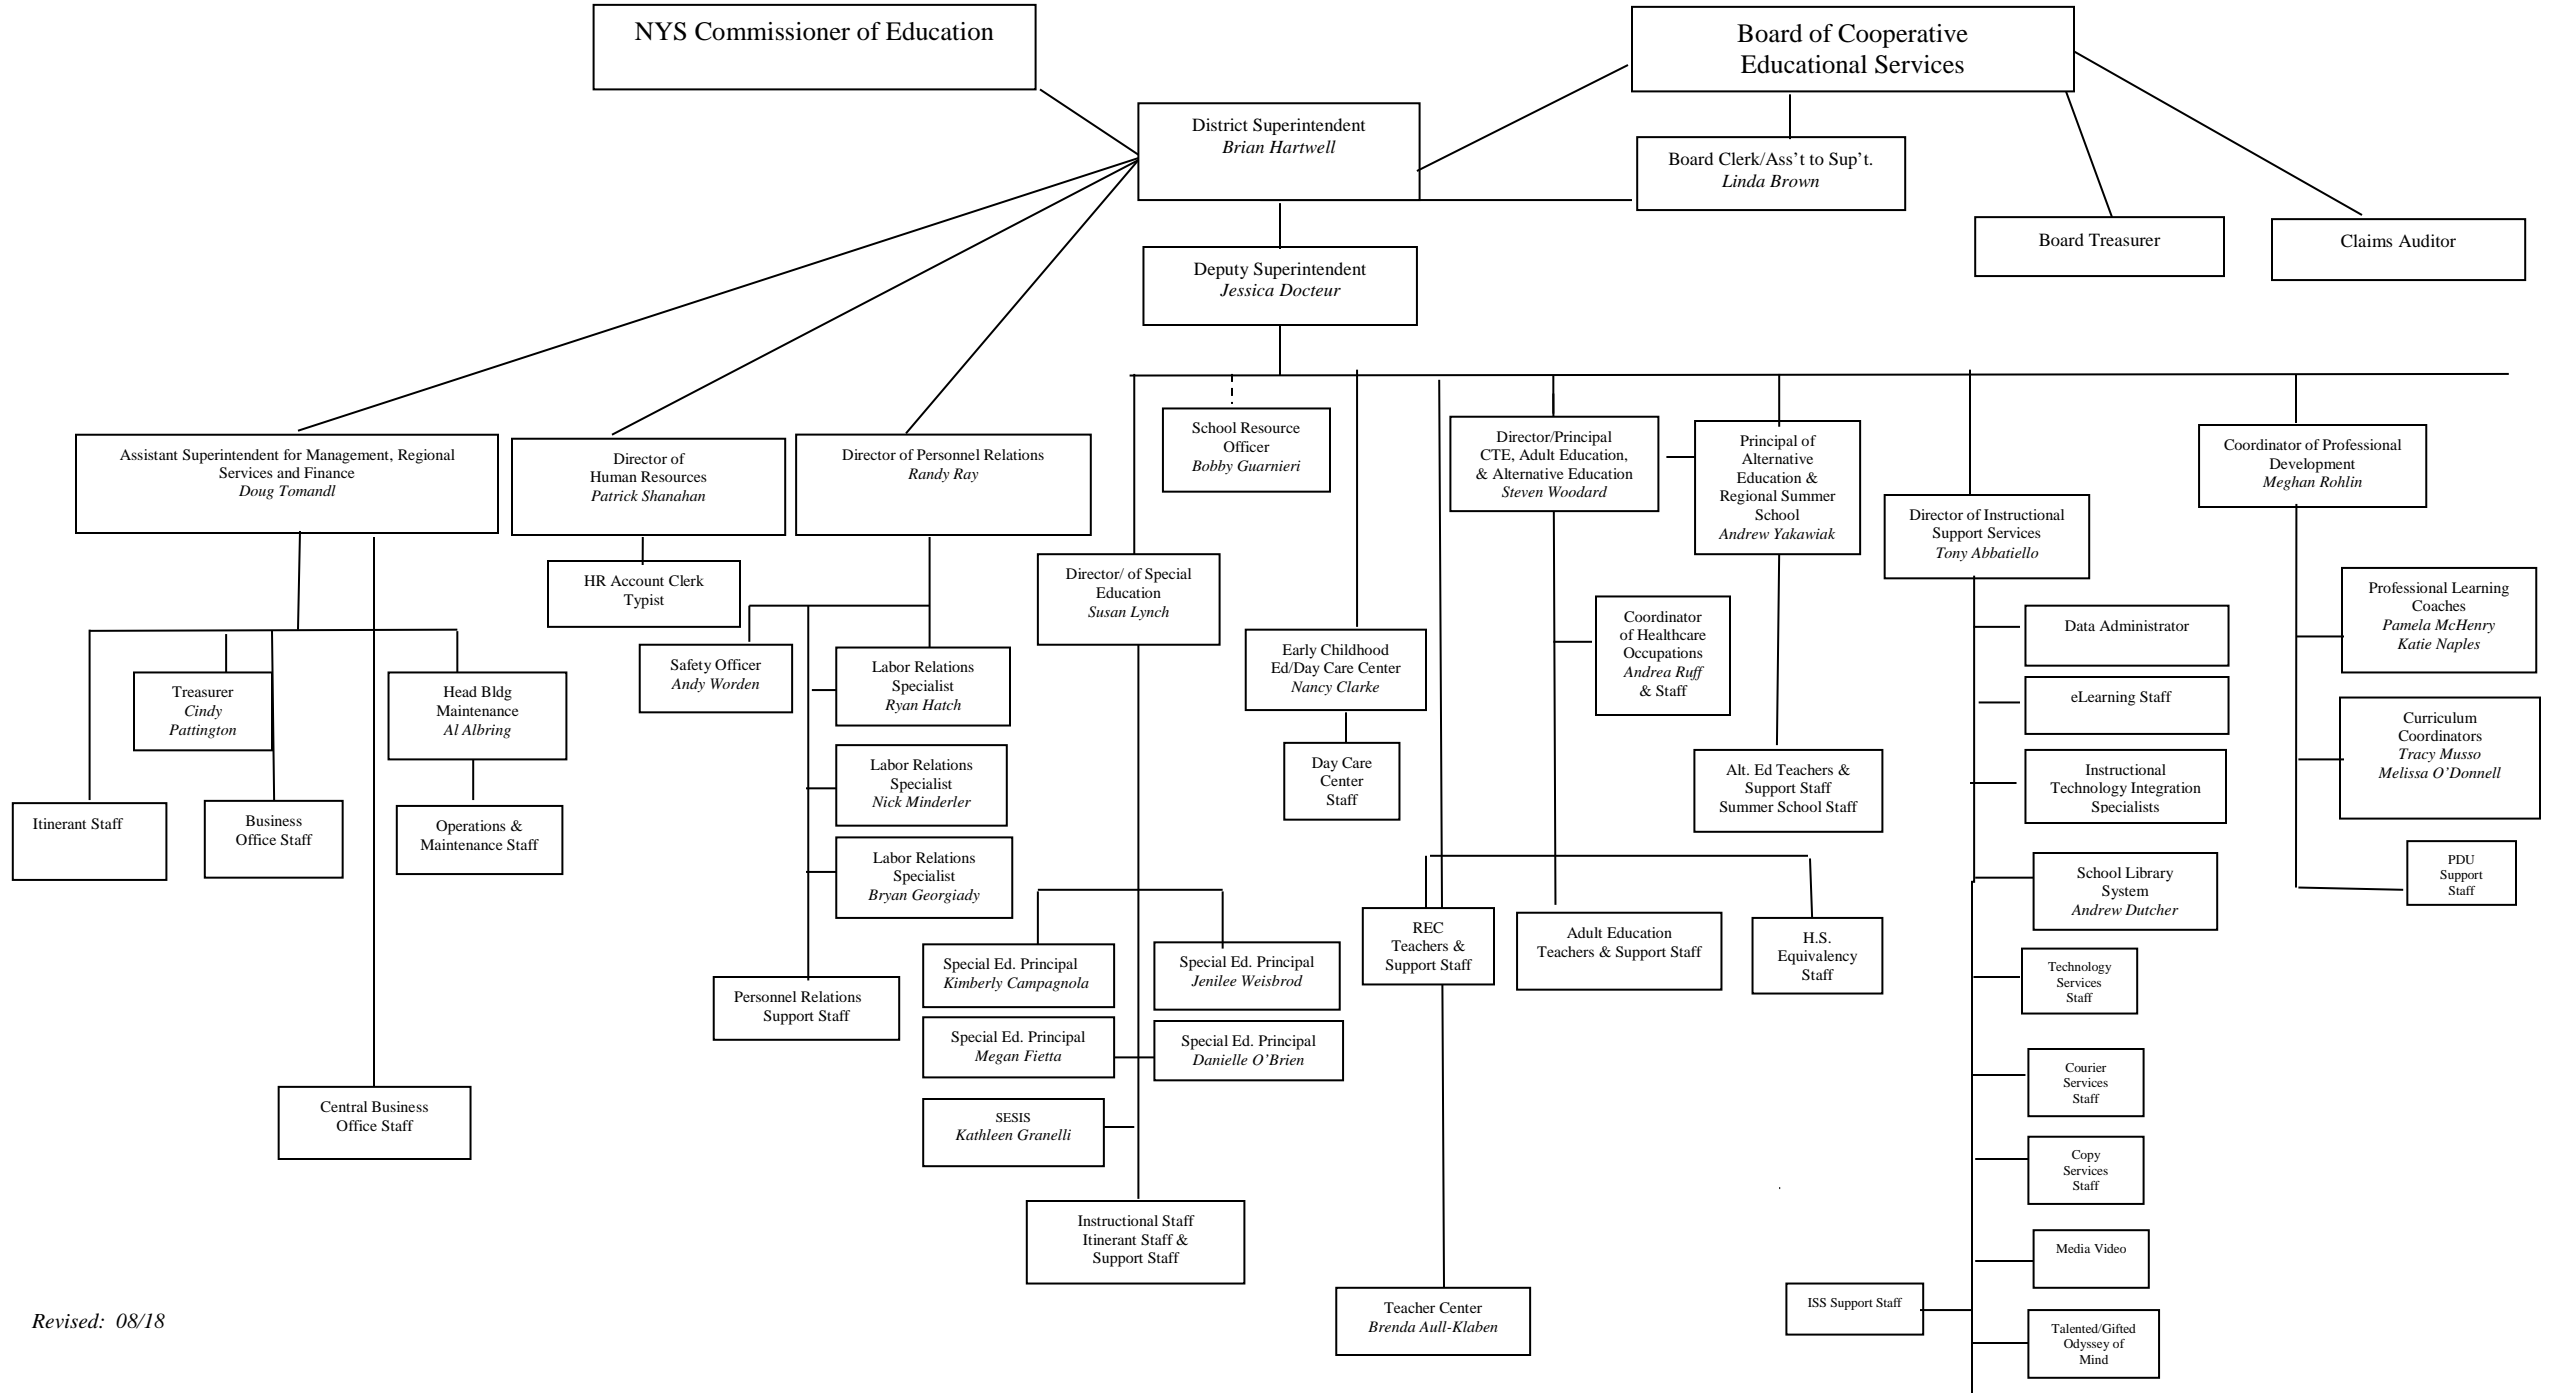 NYS Commissioner of Education
Board of Cooperative
Educational Services
District Superintendent
Brian Hartwell
Board Clerk/Ass’t to Sup’t.
Linda Brown
Board Treasurer
Claims Auditor
Deputy Superintendent
Jessica Docteur
Assistant Superintendent for Management, Regional
Services and Finance
Doug Tomandl
Director of
Human Resources
Patrick Shanahan
Director of Personnel Relations
Randy Ray
School Resource
Officer
Bobby Guarnieri
Director/Principal
CTE, Adult Education,
& Alternative Education
Steven Woodard
Principal of
Alternative
Education &
Regional Summer
School
Andrew Yakawiak
Director of Instructional
Support Services
Tony Abbatiello
Coordinator of Professional
Development
Meghan Rohlin
HR Account Clerk
Typist
Director/ of Special
Education
Susan Lynch
Safety Officer
Andy Worden
Labor Relations
Specialist
Ryan Hatch
Early Childhood
Ed/Day Care Center
Nancy Clarke
Coordinator
of Healthcare
Occupations
Andrea Ruff
& Staff
Data Administrator
Professional Learning
Coaches
Pamela McHenry
Katie Naples
Treasurer
Cindy
Pattington
Head Bldg
Maintenance
Al Albring
eLearning Staff
Curriculum
Coordinators
Tracy Musso
Melissa O’Donnell
Labor Relations
Specialist
Nick Minderler
Day Care
Center
Staff
Alt. Ed Teachers &
Support Staff
Summer School Staff
Instructional
Technology Integration
Specialists
Itinerant Staff
Business
Office Staff
Operations &
Maintenance Staff
Labor Relations
Specialist
Bryan Georgiady
School Library
System
Andrew Dutcher
PDU
Support
Staff
REC
Teachers &
Support Staff
Adult Education
Teachers & Support Staff
H.S.
Equivalency
Staff
Special Ed. Principal
Kimberly Campagnola
Special Ed. Principal
Jenilee Weisbrod
Technology
Services
Staff
Personnel Relations
Support Staff
Special Ed. Principal
Megan Fietta
Special Ed. Principal
Danielle O’Brien
Courier
Services
Staff
Central Business
Office Staff
SESIS
Kathleen Granelli
Copy
Services
Staff
Instructional Staff
Itinerant Staff &
Support Staff
Media Video
ISS Support Staff
Teacher Center
Brenda Aull-Klaben
Talented/Gifted
Odyssey of
Mind
Revised: 08/18